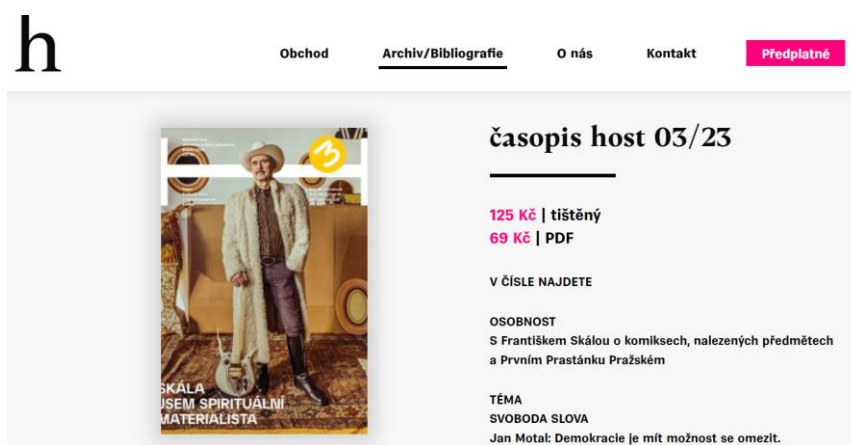 h
Obchod
Archiv/Bibliografie
O nás
Kontakt
Předplatné
3
SKÁLA
JSEM SPIRITUÁLNÍ
MATERIALISTA
časopis host 03/23
125 Kč | tištěný
69 Kč | PDF
V ČÍSLE NAJDETE
OSOBNOST
S Františkem Skálou o komiksech, nalezených předmětech
a Prvním Prastánku Pražském
TÉMA
SVOBODA SLOVA
Jan Motal: Demokracie je mít možnost se omezit.